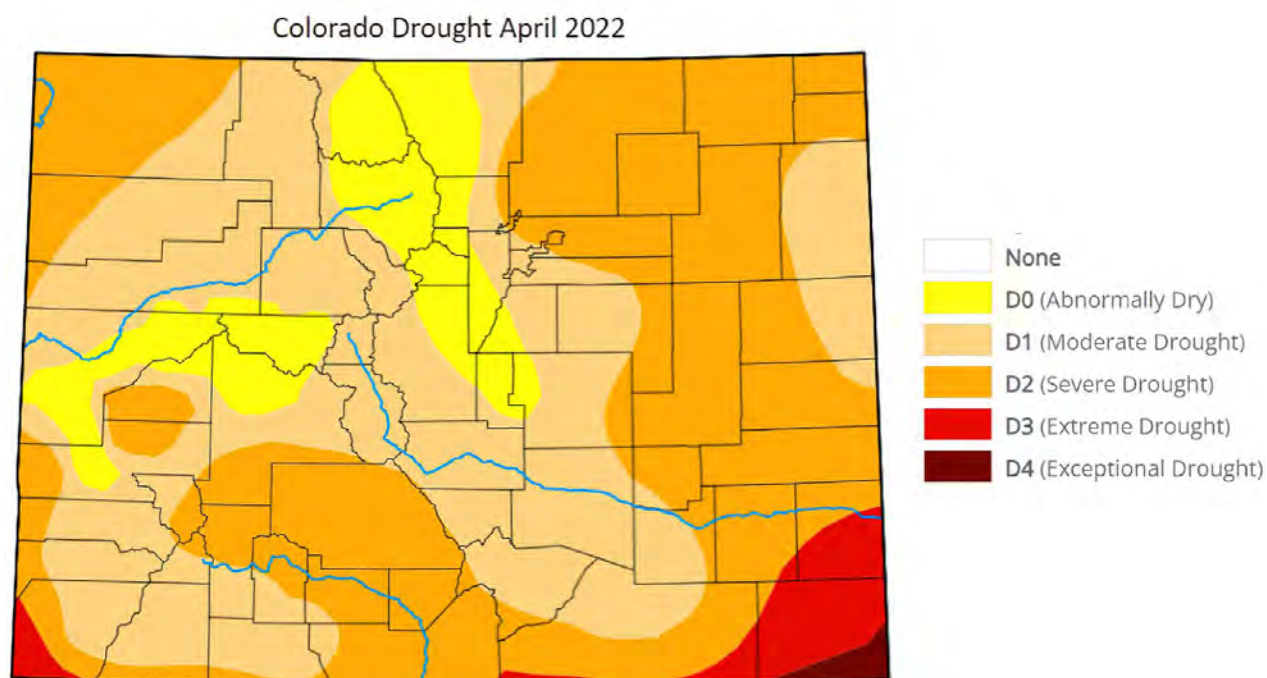 Colorado Drought April 2022
None
D0 (Abnormally Dry)
D1 (Moderate Drought)
D2 (Severe Drought)
D3 (Extreme Drought)
D4 (Exceptional Drought)